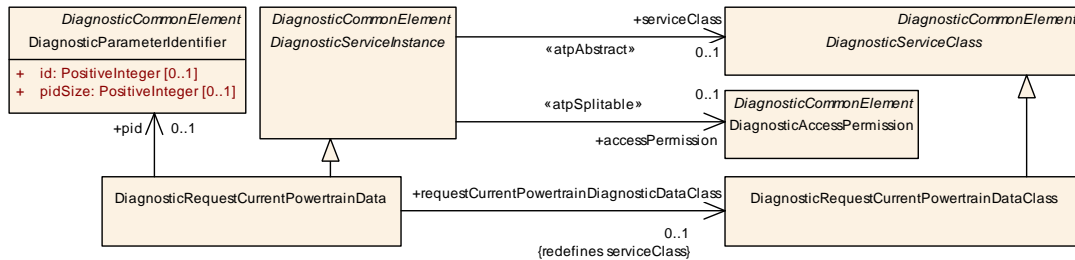 DiagnosticCommonElement
DiagnosticParameterIdentifier
+ id: PositiveInteger [0..1]
+ pidSize: PositiveInteger [0..1]
DiagnosticCommonElement
DiagnosticServiceInstance
+serviceClass
«atpAbstract»
0..1
DiagnosticCommonElement
DiagnosticServiceClass
«atpSplitable»
0..1
+accessPermission
DiagnosticCommonElement
DiagnosticAccessPermission
+pid
0..1
DiagnosticRequestCurrentPowertrainData
+requestCurrentPowertrainDiagnosticDataClass
0..1
{redefines serviceClass}
DiagnosticRequestCurrentPowertrainDataClass